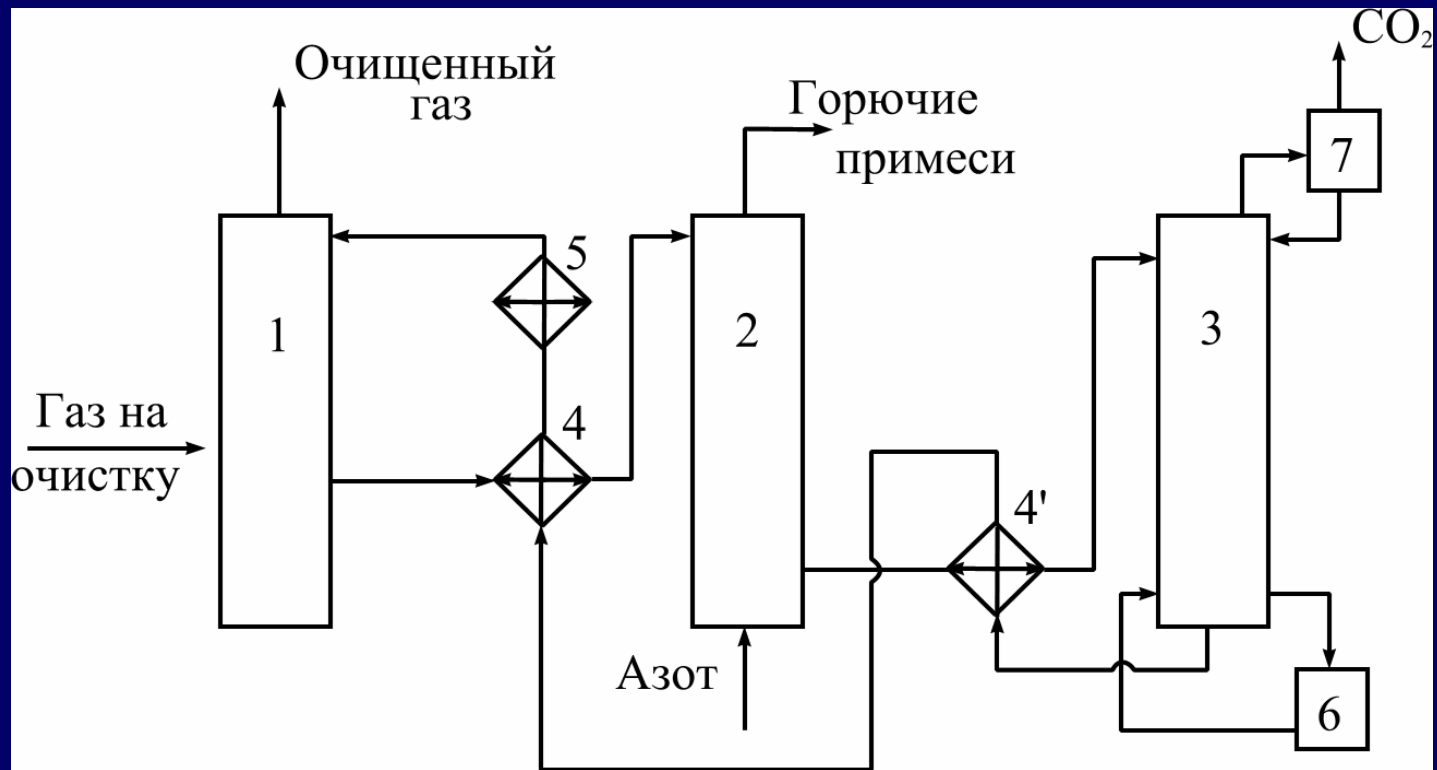 CO₂
Очищенный
газ
Горючие
примеси
7
5
1
2
3
Газ на
очистку
4
4'
Азот
6